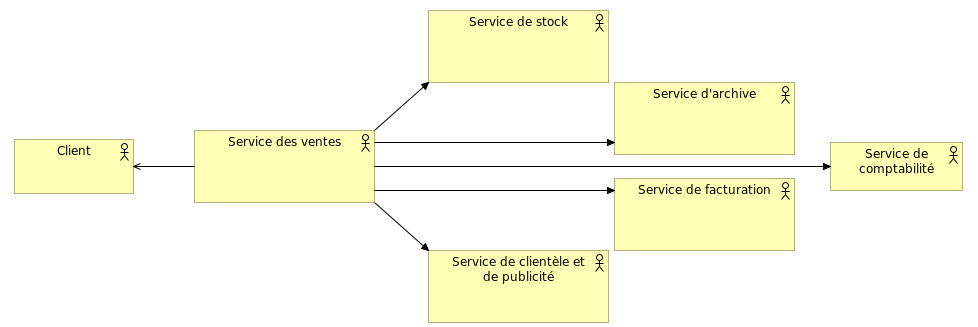 Service de stock
Service d'archive
Service des ventes
Client
Service de
comptabilité
Service de facturation
Service de clientèle et
de publicité